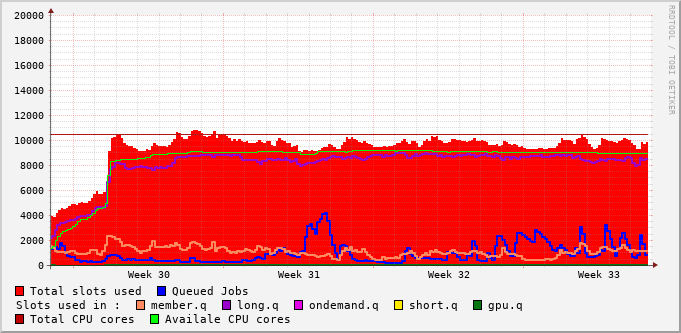 20000
18000
16000
14000
12000
10000
8000
6000
4000
2000
0
Week 30 Week 31 Week 32 Week 33
Total slots used Queued Jobs
Slots used in : member.q long.q ondemand.q short.q gpu.q
Total CPU cores Availale CPU cores
RRDTOOL / TOBI OETIKER